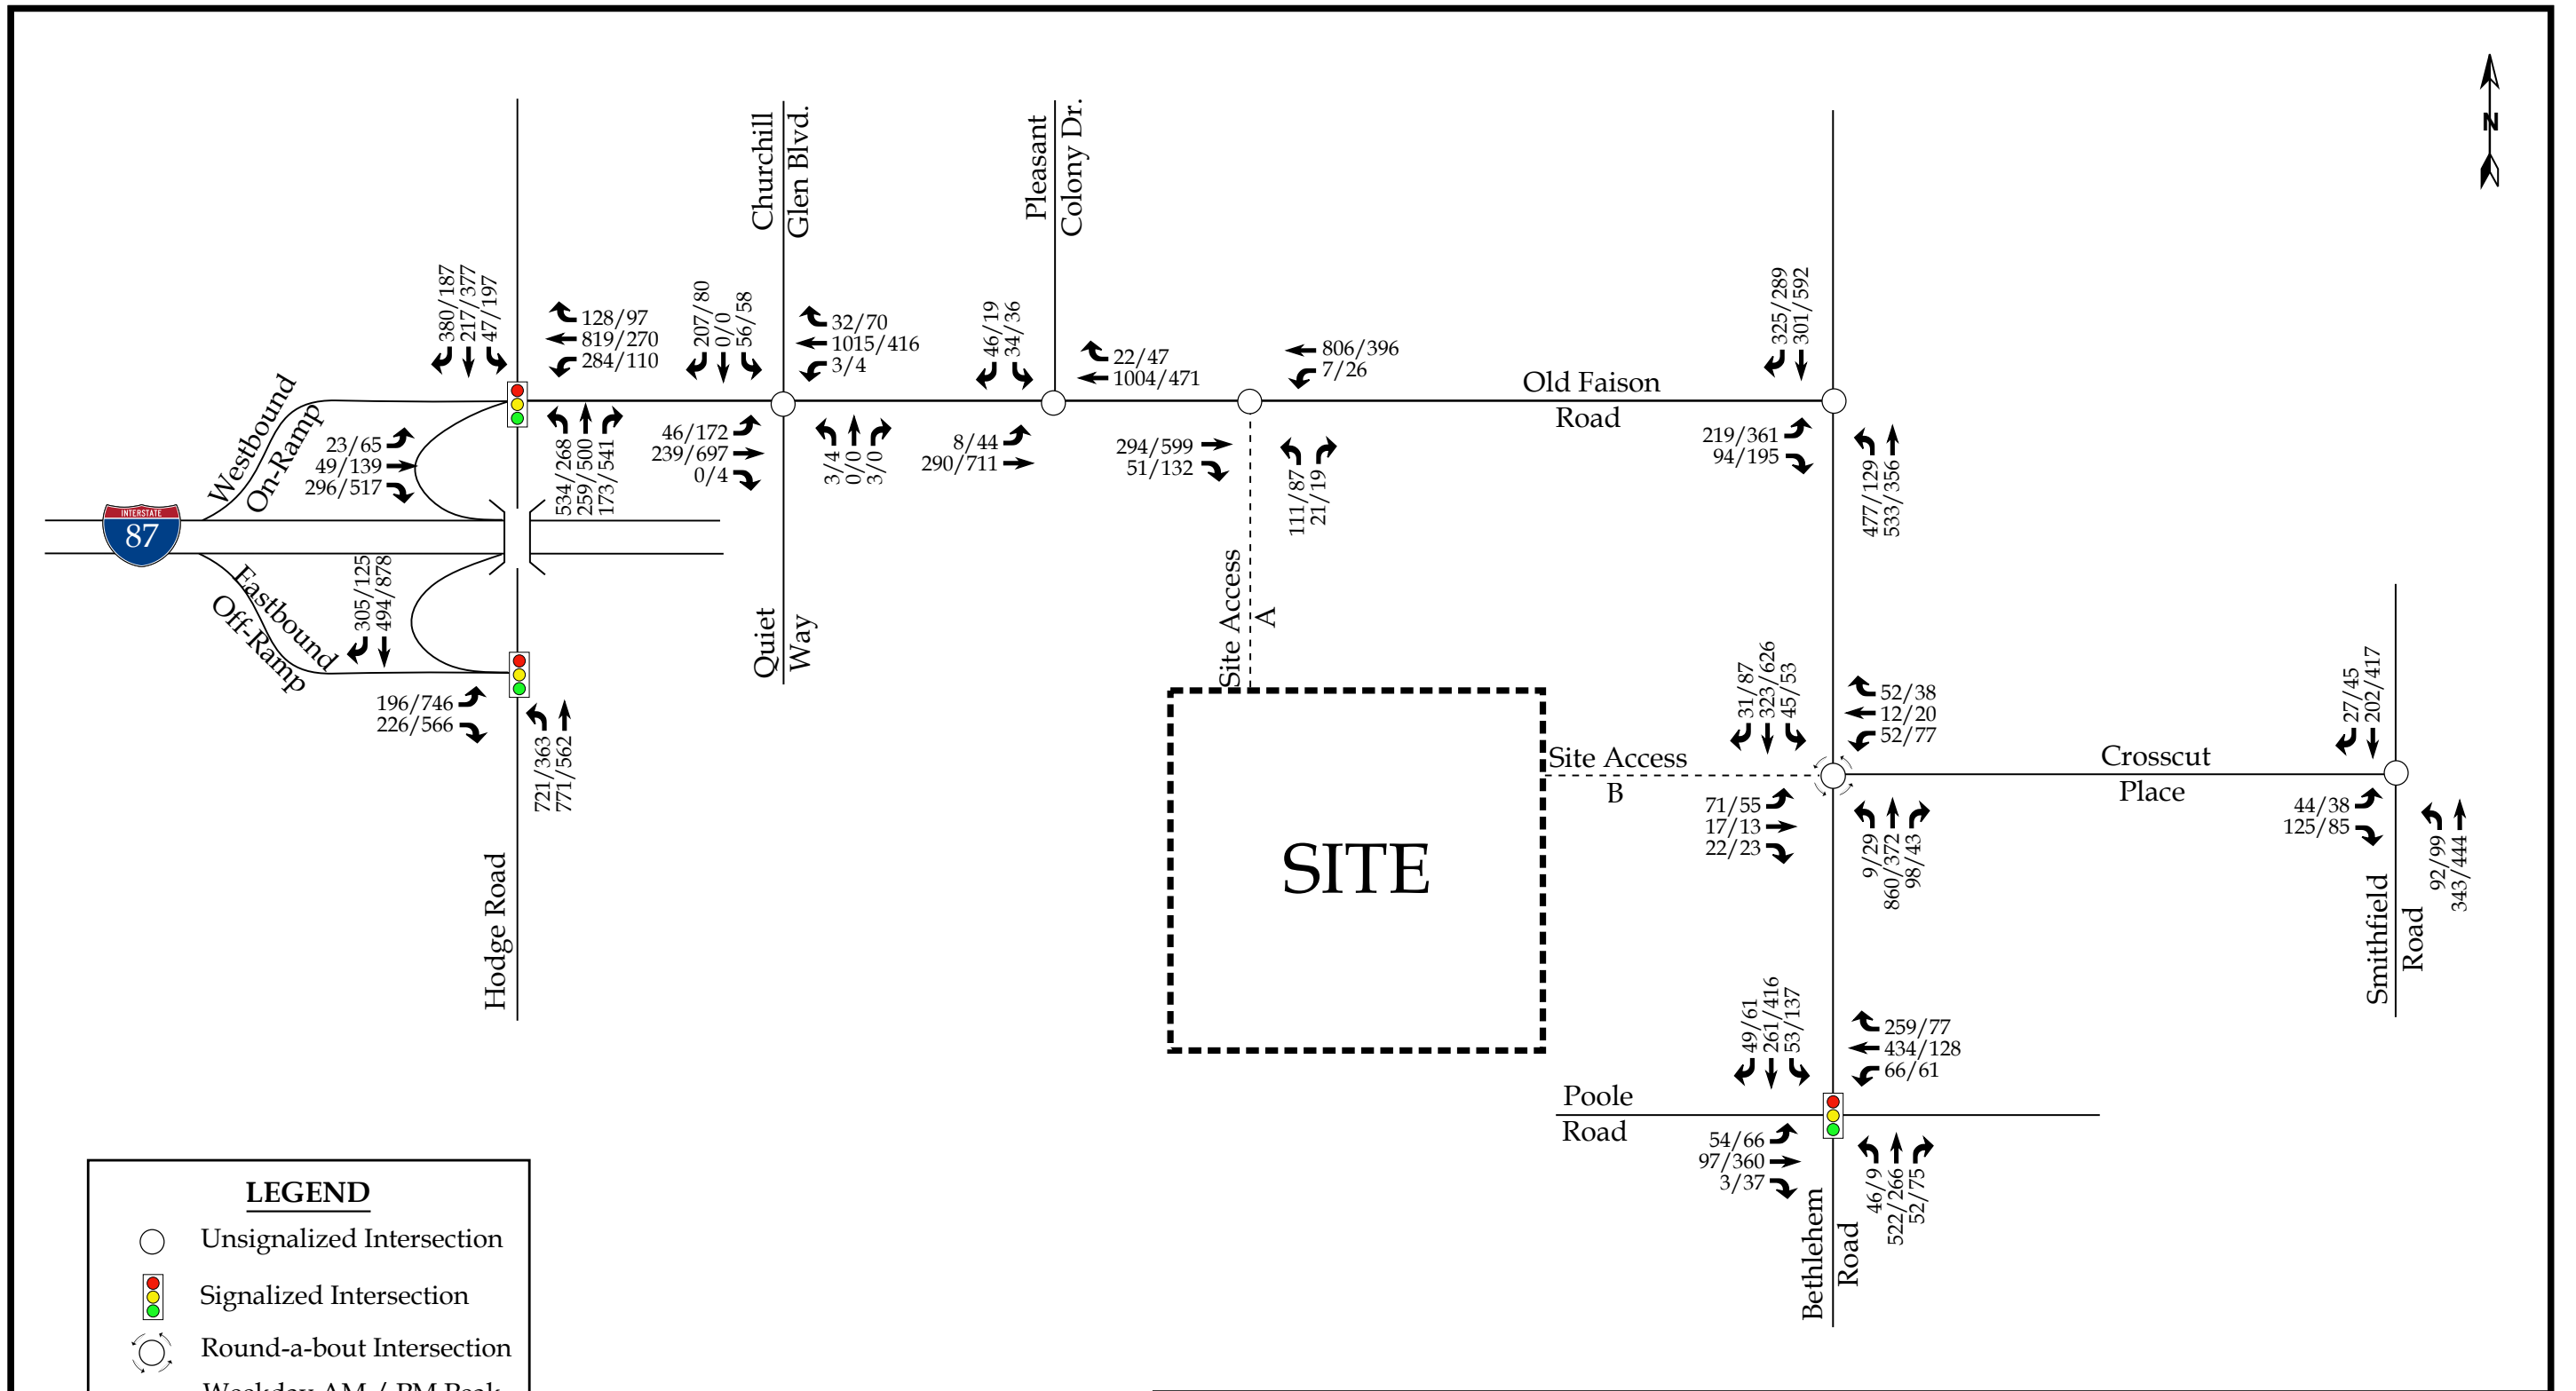 N
Churchill
Glen Blvd.
Pleasant
Colony Dr.
380/187
217/377
47/197
128/97
819/270
284/110
207/80
0/0
56/58
32/70
1015/416
3/4
46/19
34/36
22/47
1004/471
806/396
7/26
Old Faison
Road
325/289
301/592
Westbound
On-Ramp
23/65
49/139
296/517
534/268
259/500
173/541
46/172
239/697
0/4
3/4
0/0
3/0
8/44
290/711
294/599
51/132
111/87
21/19
219/361
94/195
477/129
533/356
INTERSTATE
87
Eastbound
Off-Ramp
305/125
494/878
196/746
226/566
721/363
771/562
Hodge Road
Quiet
Way
Site Access
A
SITE
Site Access
B
31/87
323/626
45/53
52/38
12/20
52/77
71/55
17/13
22/23
9/29
860/372
98/43
Crosscut
Place
27/45
202/417
44/38
125/85
92/99
343/444
Smithfield
Road
49/61
261/416
53/137
259/77
434/128
66/61
Poole
Road
54/66
97/360
3/37
46/9
522/266
52/75
Bethlehem
Road
LEGEND
Unsignalized Intersection
Signalized Intersection
Round-a-bout Intersection
Weekday AM / PM Peak